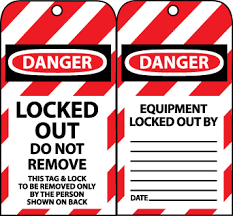 DANGER
LOCKED
OUT
DO NOT
REMOVE
THIS TAG & LOCK
TO BE REMOVED ONLY
BY THE PERSON
SHOWN ON BACK
DANGER
EQUIPMENT
LOCKED OUT BY
DATE